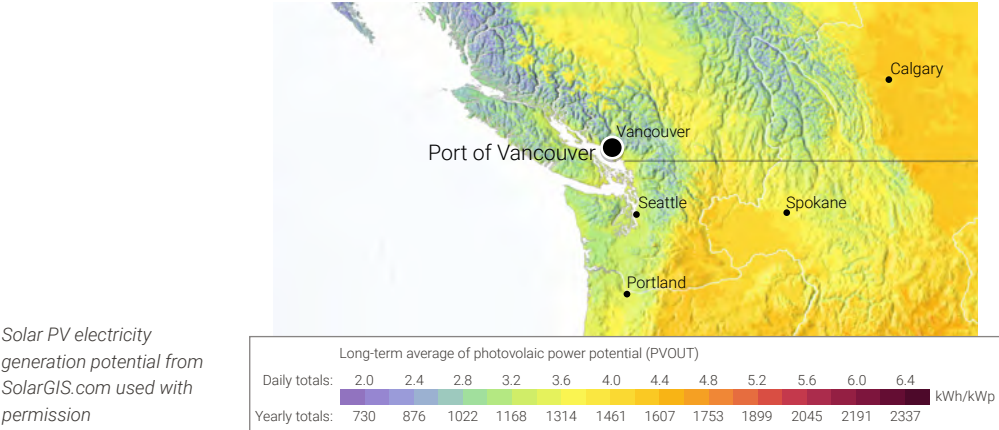 Calgary
Vancouver
Port of Vancouver
Seattle
Spokane
Portland
Solar PV electricity
generation potential from
SolarGIS.com used with
permission
Long-term average of photovolaic power potential (PVOUT)
Daily totals: 2.0 2.4 2.8 3.2 3.6 4.0 4.4 4.8 5.2 5.6 6.0 6.4
kWh/kWp
Yearly totals: 730 876 1022 1168 1314 1461 1607 1753 1899 2045 2191 2337